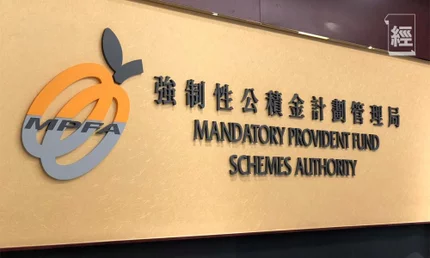 經
強制性公積金計劃管理局
MPFA
MANDATORY PROVIDENT FUND
SCHEMES AUTHORITY